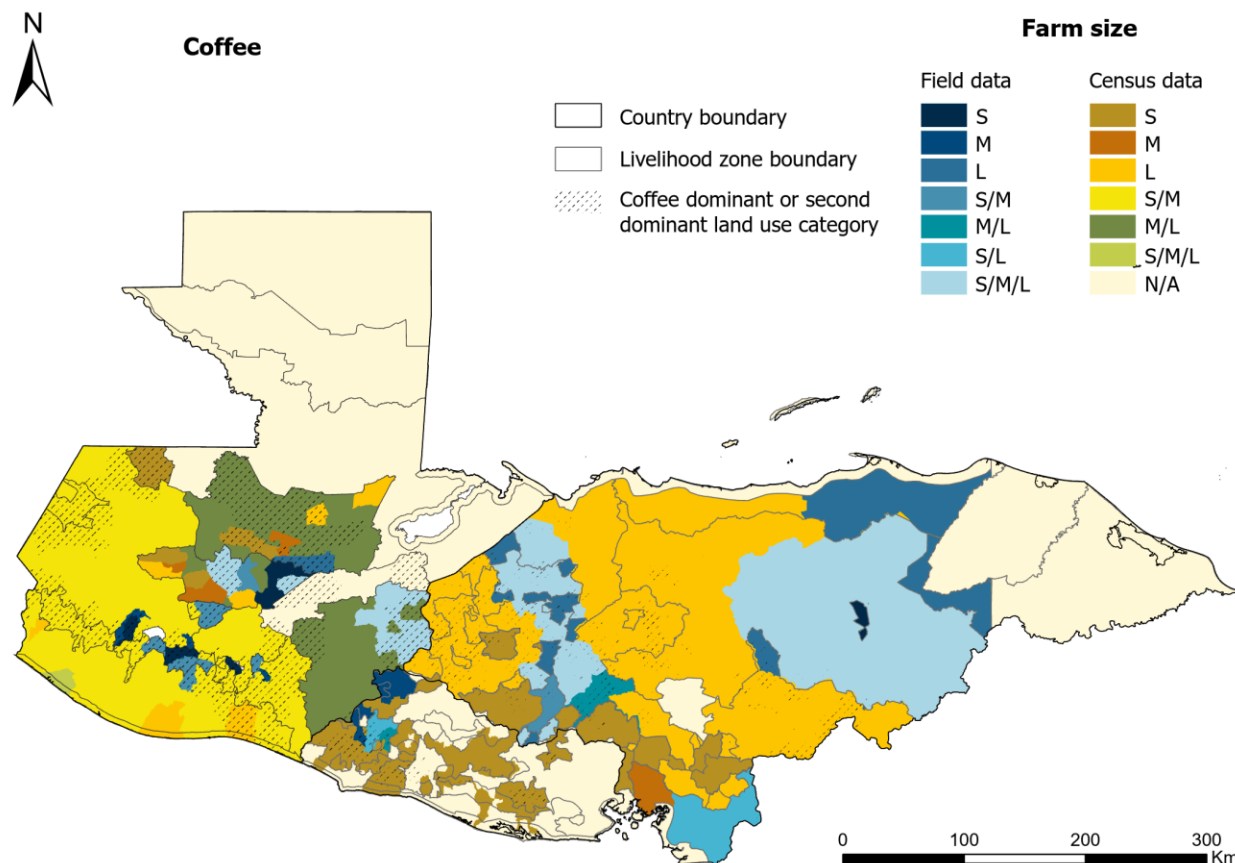 N
Coffee
Farm size
Field data
Census data
S
M
L
S/M
M/L
S/L
S/M/L
S
M
L
S/M
M/L
S/M/L
N/A
Country boundary
Livelihood zone boundary
Coffee dominant or second
dominant land use category
0 100 200 300
Km